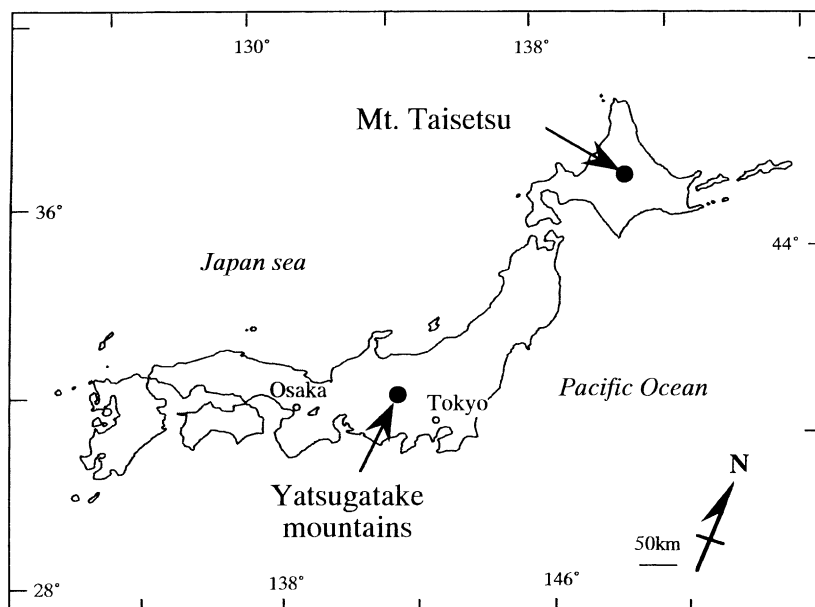 130°
138°
Mt. Taisetsu
36°
44°
Japan sea
Osaka
Tokyo
Pacific Ocean
Yatsugatake
mountains
N
50km
28°
138°
146°